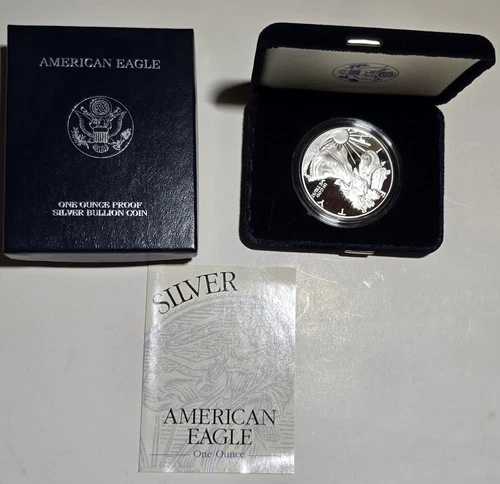 AMERICAN EAGLE
ONE OUNCE PROOF
SILVER BULLION COIN
SILVER
AMERICAN
EAGLE
One Ounce